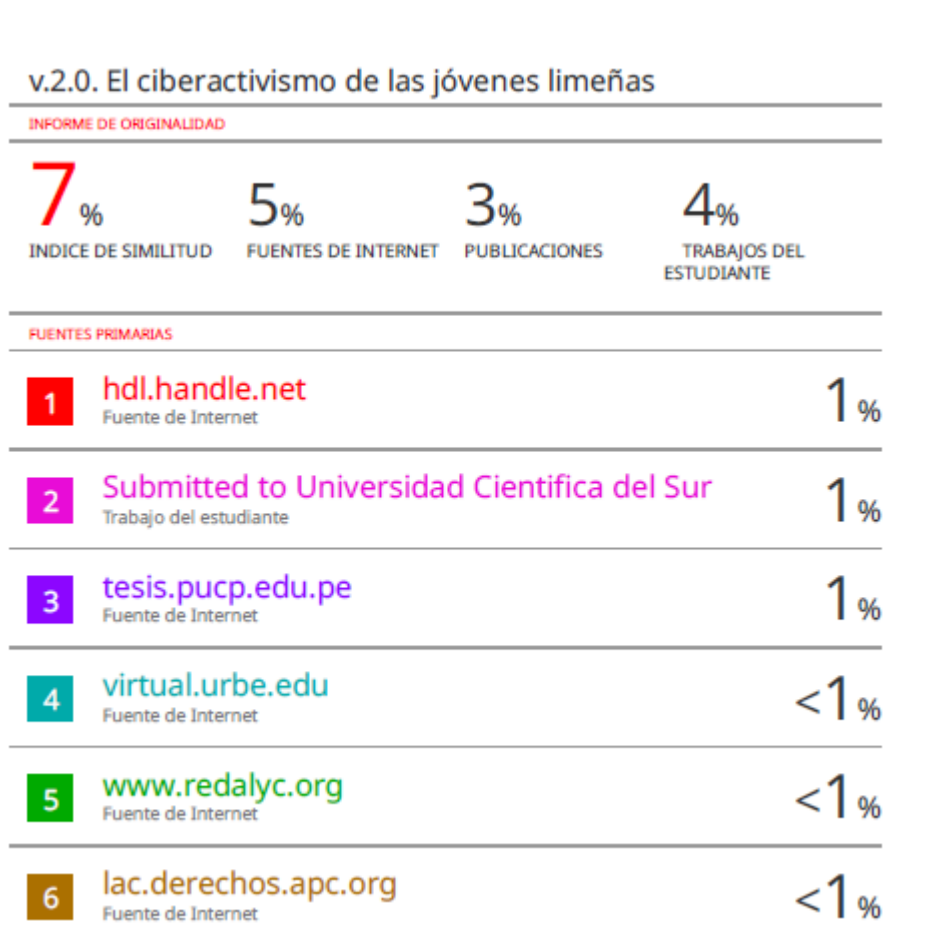 v.2.0. El ciberactivismo de las jóvenes limeñas
INFORME DE ORIGINALIDAD
7% 5% 3% 4%
INDICE DE SIMILITUD FUENTES DE INTERNET PUBLICACIONES TRABAJOS DEL
ESTUDIANTE
FUENTES PRIMARIAS
1 hdl.handle.net 1%
Fuente de Internet
2 Submitted to Universidad Cientifica del Sur 1%
Trabajo del estudiante
3 tesis.pucp.edu.pe 1%
Fuente de Internet
4 virtual.urbe.edu <1%
Fuente de Internet
5 www.redalyc.org <1%
Fuente de Internet
6 lac.derechos.apc.org <1%
Fuente de Internet